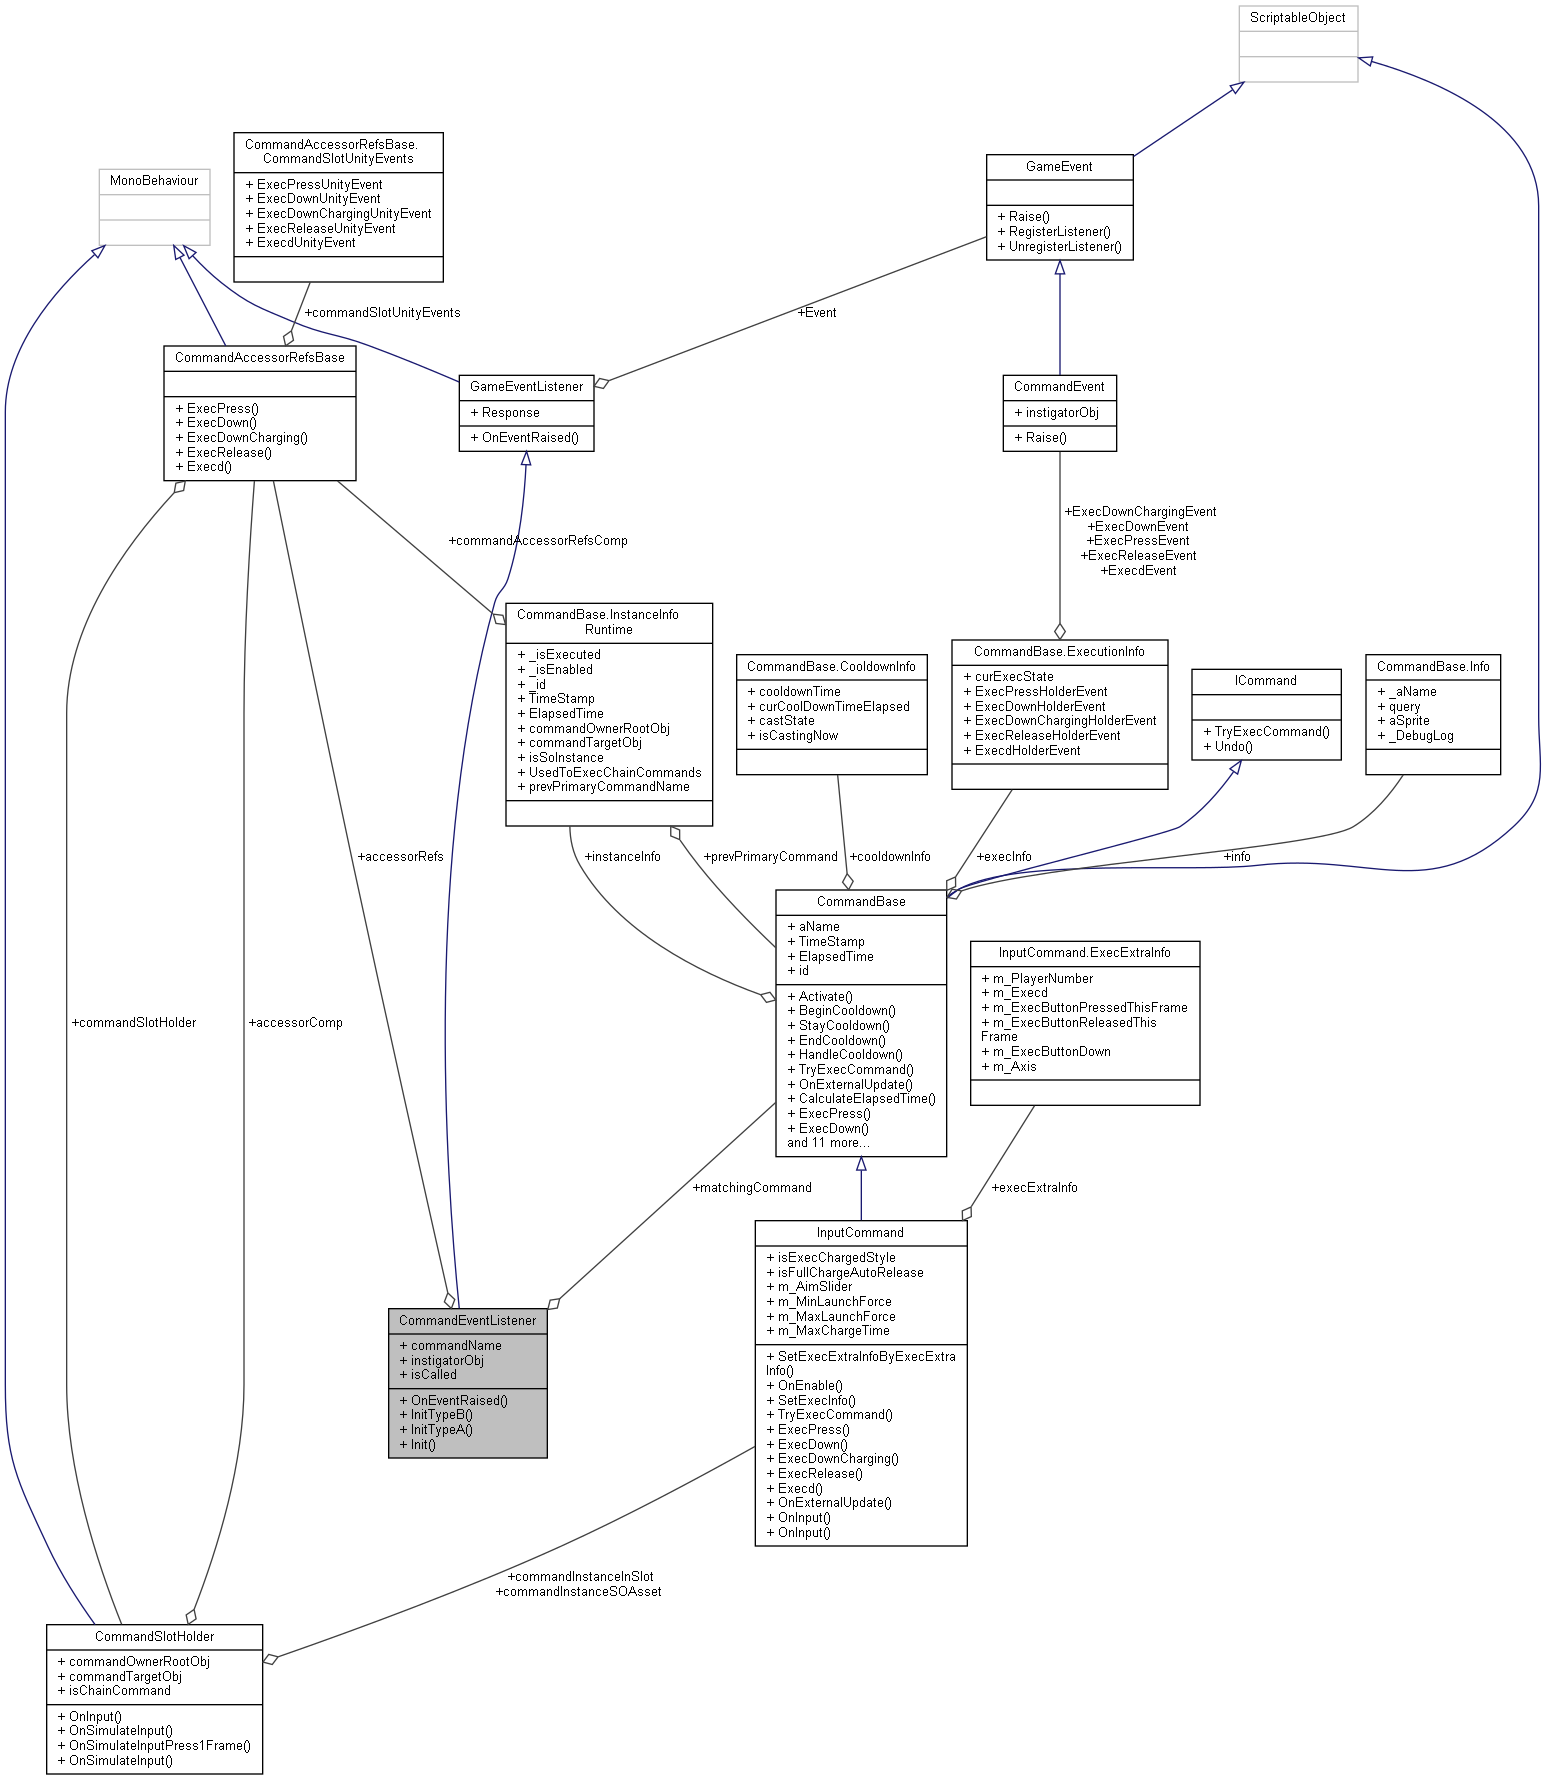 ScriptableObject
CommandAccessorRefsBase.
CommandSlotUnityEvents
+ ExecPressUnityEvent
+ ExecDownUnityEvent
+ ExecDownChargingUnityEvent
+ ExecReleaseUnityEvent
+ ExecdUnityEvent
GameEvent
+ Raise()
+ RegisterListener()
+ UnregisterListener()
MonoBehaviour
+commandSlotUnityEvents
+Event
CommandAccessorRefsBase
+ ExecPress()
+ ExecDown()
+ ExecDownCharging()
+ ExecRelease()
+ Execd()
GameEventListener
+ Response
+ OnEventRaised()
CommandEvent
+ instigatorObj
+ Raise()
+commandAccessorRefsComp
+ExecDownChargingEvent
+ExecDownEvent
+ExecPressEvent
+ExecReleaseEvent
+ExecdEvent
CommandBase.InstanceInfo
Runtime
+ _isExecuted
+ _isEnabled
+ _id
+ TimeStamp
+ ElapsedTime
+ commandOwnerRootObj
+ commandTargetObj
+ isSoInstance
+ UsedToExecChainCommands
+ prevPrimaryCommandName
CommandBase.CooldownInfo
+ cooldownTime
+ curCoolDownTimeElapsed
+ castState
+ isCastingNow
CommandBase.ExecutionInfo
+ curExecState
+ ExecPressHolderEvent
+ ExecDownHolderEvent
+ ExecDownChargingHolderEvent
+ ExecReleaseHolderEvent
+ ExecdHolderEvent
ICommand
+ TryExecCommand()
+ Undo()
CommandBase.Info
+ _aName
+ query
+ aSprite
+ _DebugLog
+accessorRefs
+instanceInfo
+prevPrimaryCommand
+cooldownInfo
+execInfo
+info
CommandBase
+ aName
+ TimeStamp
+ ElapsedTime
+ id
+ Activate()
+ BeginCooldown()
+ StayCooldown()
+ EndCooldown()
+ HandleCooldown()
+ TryExecCommand()
+ OnExternalUpdate()
+ CalculateElapsedTime()
+ ExecPress()
+ ExecDown()
and 11 more...
InputCommand.ExecExtraInfo
+ m_PlayerNumber
+ m_Execd
+ m_ExecButtonPressedThisFrame
+ m_ExecButtonReleasedThis
Frame
+ m_ExecButtonDown
+ m_Axis
+commandSlotHolder
+accessorComp
+matchingCommand
+execExtraInfo
InputCommand
+ isExecChargedStyle
+ isFullChargeAutoRelease
+ m_AimSlider
+ m_MinLaunchForce
+ m_MaxLaunchForce
+ m_MaxChargeTime
+ SetExecExtraInfoByExecExtra
Info()
+ OnEnable()
+ SetExecInfo()
+ TryExecCommand()
+ ExecPress()
+ ExecDown()
+ ExecDownCharging()
+ ExecRelease()
+ Execd()
+ OnExternalUpdate()
+ OnInput()
+ OnInput()
CommandEventListener
+ commandName
+ instigatorObj
+ isCalled
+ OnEventRaised()
+ InitTypeB()
+ InitTypeA()
+ Init()
+commandInstanceInSlot
+commandInstanceSOAsset
CommandSlotHolder
+ commandOwnerRootObj
+ commandTargetObj
+ isChainCommand
+ OnInput()
+ OnSimulateInput()
+ OnSimulateInputPress1Frame()
+ OnSimulateInput()